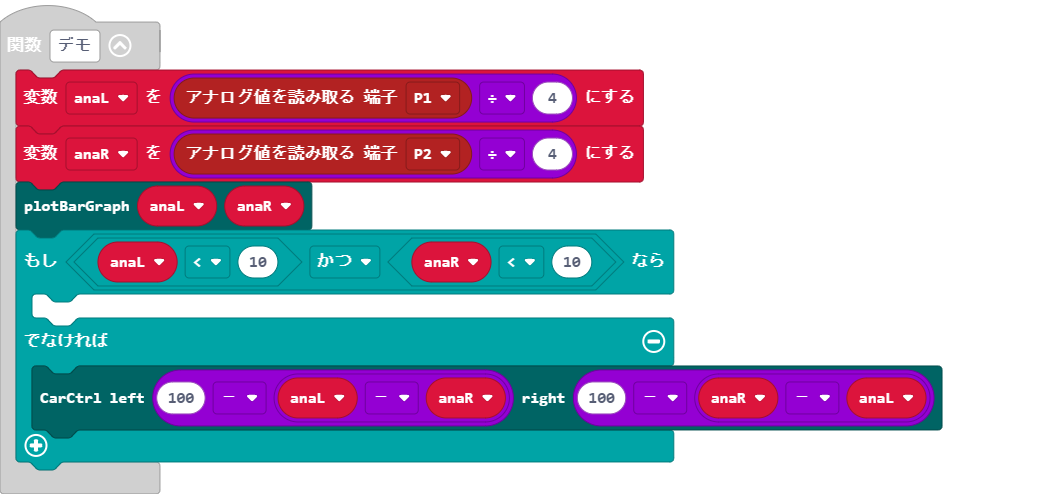 関数 デモ
変数 anaL を アナログ値を読み取る 端子 P1 ÷ 4 にする
変数 anaR を アナログ値を読み取る 端子 P2 ÷ 4 にする
plotBarGraph anaL anaR
もし anaL < 10 かつ anaR < 10 なら
でなければ
CarCtrl left 100 - anaL - anaR right 100 - anaR - anaL